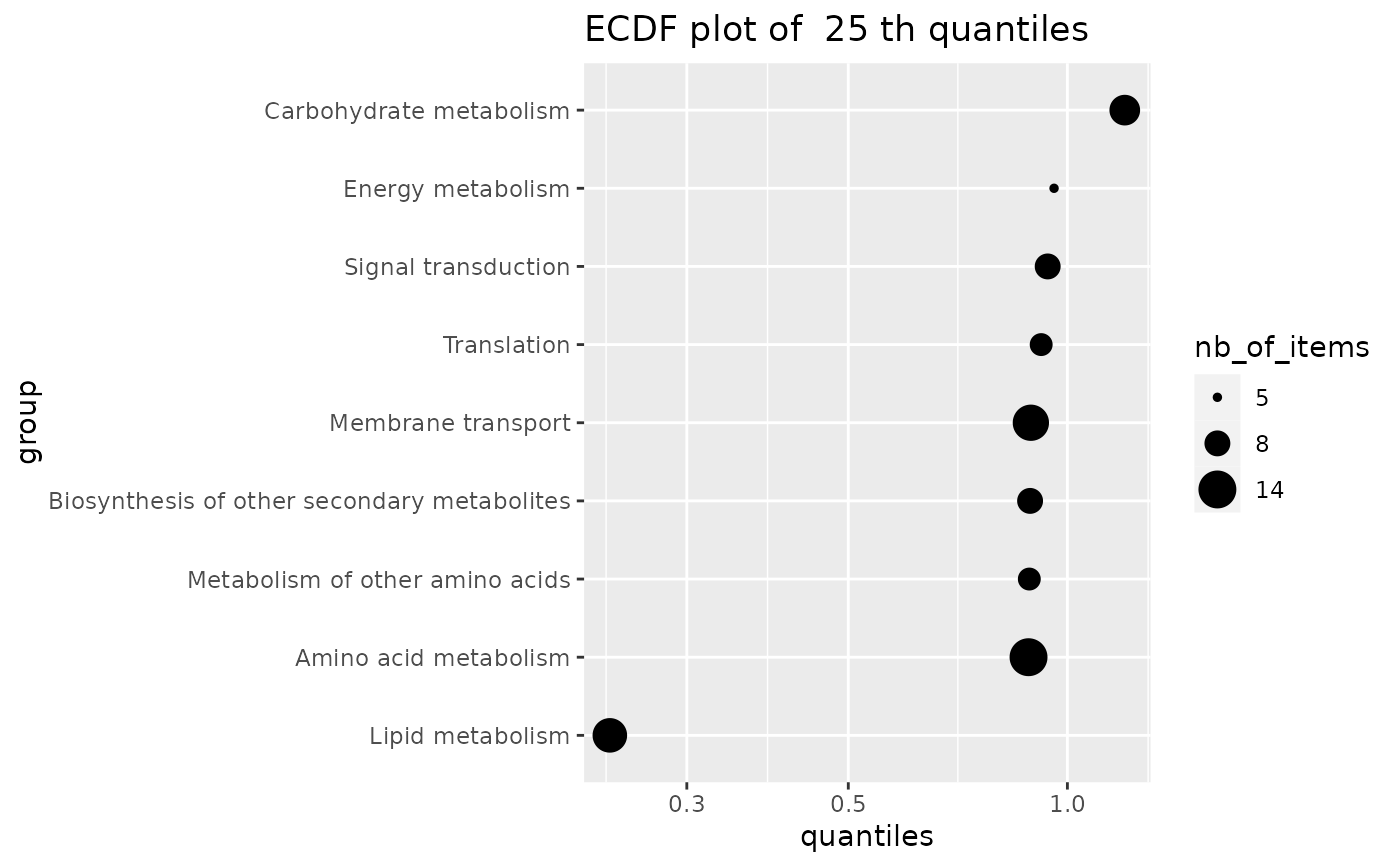 ECDF plot of  25 th quantiles
Carbohydrate metabolism
Energy metabolism
Signal transduction
Translation
Membrane transport
Biosynthesis of other secondary metabolites
Metabolism of other amino acids
Amino acid metabolism
Lipid metabolism
group
0.3 0.5 1.0
quantiles
nb_of_items
5
8
14